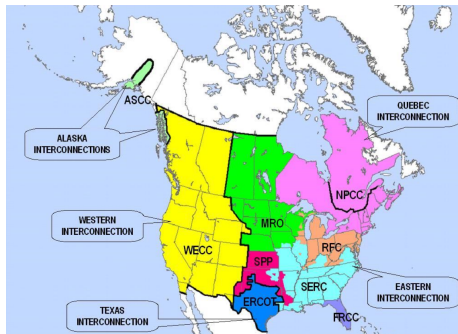 QUEBEC
INTERCONNECTION
ASCC
ALASKA
INTERCONNECTIONS
NPCC
WESTERN
INTERCONNECTION
MRO
WECC
RFC
SPP
SERC
EASTERN
INTERCONNECTION
ERCOT
TEXAS
INTERCONNECTION
FRCC